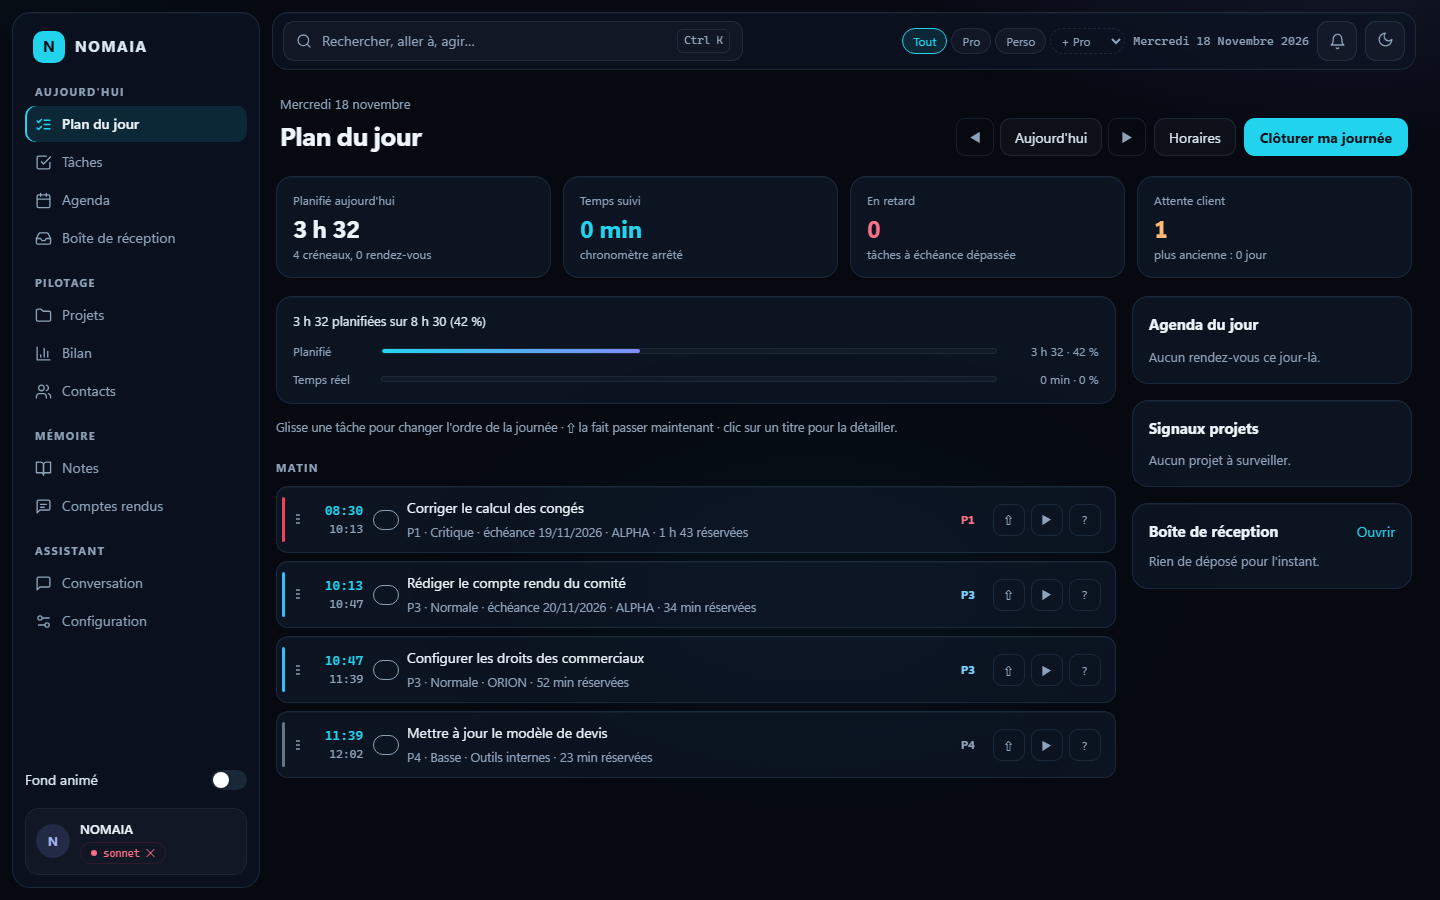 N NOMAIA
AUJOURD'HUI
Plan du jour
Tâches
Agenda
Boîte de réception
PILOTAGE
Projets
Bilan
Contacts
MÉMOIRE
Notes
Comptes rendus
ASSISTANT
Conversation
Configuration
Fond animé
N NOMAIA
sonnet
Rechercher, aller à, agir... Ctrl K
Tout Pro Perso + Pro Mercredi 18 Novembre 2026
Mercredi 18 novembre
Plan du jour
◀ Aujourd'hui ▶ Horaires Clôturer ma journée
Planifié aujourd'hui
3 h 32
4 créneaux, 0 rendez-vous
Temps suivi
0 min
chronomètre arrêté
En retard
0
tâches à échéance dépassée
Attente client
1
plus ancienne : 0 jour
3 h 32 planifiées sur 8 h 30 (42 %)
Planifié 3 h 32 · 42 %
Temps réel 0 min · 0 %
Glisse une tâche pour changer l'ordre de la journée · ⇧ la fait passer maintenant · clic sur un titre pour la détailler.
MATIN
08:30 Corriger le calcul des congés
10:13 P1 · Critique · échéance 19/11/2026 · ALPHA · 1 h 43 réservées
P1 ⇧ ▶ ?
10:13 Rédiger le compte rendu du comité
10:47 P3 · Normale · échéance 20/11/2026 · ALPHA · 34 min réservées
P3 ⇧ ▶ ?
10:47 Configurer les droits des commerciaux
11:39 P3 · Normale · ORION · 52 min réservées
P3 ⇧ ▶ ?
11:39 Mettre à jour le modèle de devis
12:02 P4 · Basse · Outils internes · 23 min réservées
P4 ⇧ ▶ ?
Agenda du jour
Aucun rendez-vous ce jour-là.
Signaux projets
Aucun projet à surveiller.
Boîte de réception Ouvrir
Rien de déposé pour l'instant.